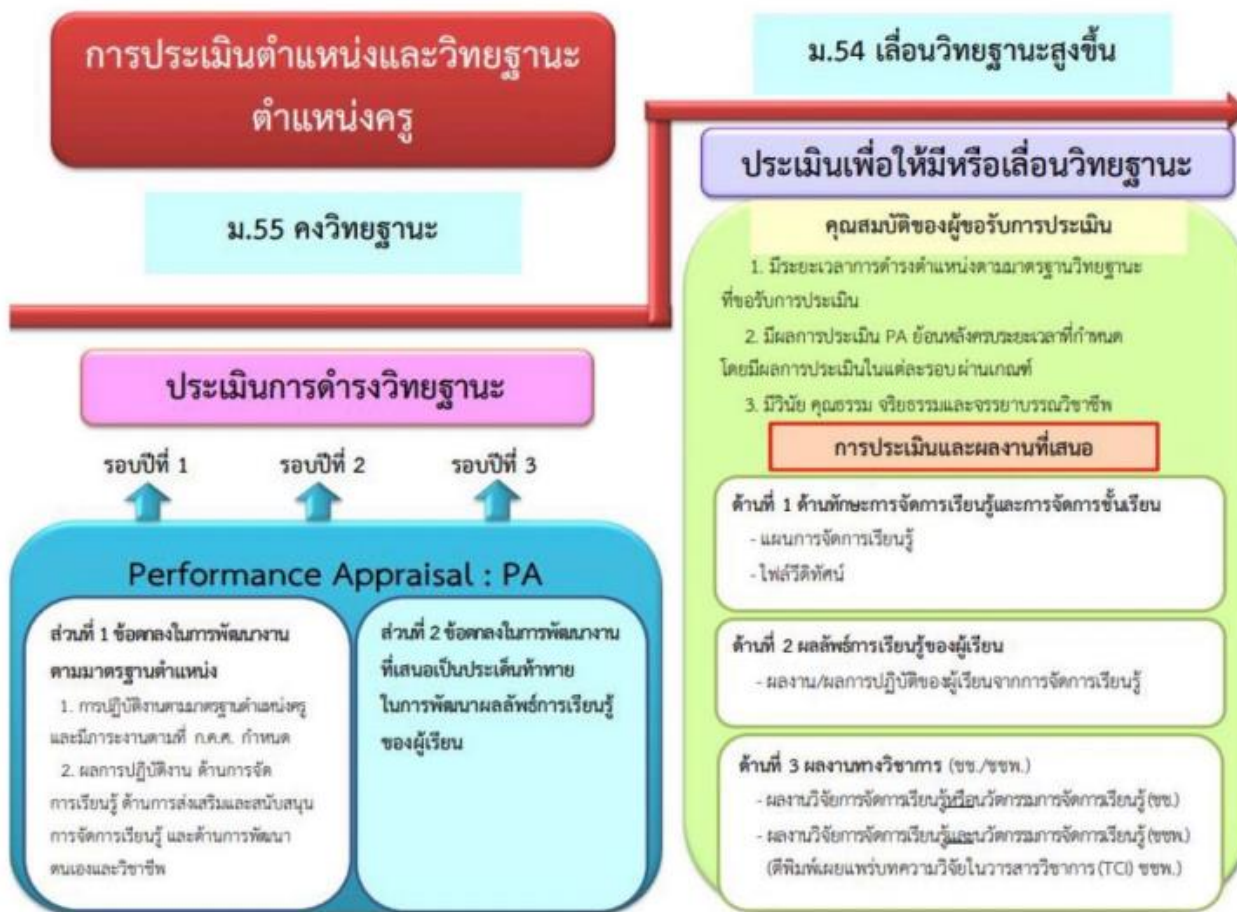 การประเมินตำแหน่งและวิทยฐานะ
ตำแหน่งครู
ม.55 คงวิทยฐานะ
ประเมินการดำรงวิทยฐานะ
รอบปีที่ 1
รอบปีที่ 2
รอบปีที่ 3
Performance Appraisal : PA
ส่วนที่ 1 ข้อตกลงในการพัฒนางาน
ตามมาตรฐานตำแหน่ง
1. การปฏิบัติงานตามมาตรฐานตำแหน่งครู
และมีภาระงานตามที่ ก.ค.ศ. กำหนด
2. ผลการปฏิบัติงาน ด้านการจัด
การเรียนรู้ ด้านการส่งเสริมและสนับสนุน
การจัดการเรียนรู้ และด้านการพัฒนา
ตนเองและวิชาชีพ
ส่วนที่ 2 ข้อตกลงในการพัฒนางาน
ที่เสนอเป็นประเด็นท้าทาย
ในการพัฒนาผลลัพธ์การเรียนรู้
ของผู้เรียน
ม.54 เลื่อนวิทยฐานะสูงขึ้น
ประเมินเพื่อให้มีหรือเลื่อนวิทยฐานะ
คุณสมบัติของผู้ขอรับการประเมิน
1. มีระยะเวลาการดำรงตำแหน่งตามมาตรฐานวิทยฐานะ
ที่ขอรับการประเมิน
2. มีผลการประเมิน PA ย้อนหลังครบระยะเวลาที่กำหนด
โดยมีผลการประเมินในแต่ละรอบ ผ่านเกณฑ์
3. มีวินัย คุณธรรม จริยธรรมและจรรยาบรรณวิชาชีพ
การประเมินและผลงานที่เสนอ
ด้านที่ 1 ด้านทักษะการจัดการเรียนรู้และการจัดการชั้นเรียน
- แผนการจัดการเรียนรู้
- ไฟล์วีดิทัศน์
ด้านที่ 2 ผลลัพธ์การเรียนรู้ของผู้เรียน
- ผลงาน/ผลการปฏิบัติของผู้เรียนจากการจัดการเรียนรู้
ด้านที่ 3 ผลงานทางวิชาการ (ชช./ชชพ.)
- ผลงานวิจัยการจัดการเรียนรู้หรือนวัตกรรมการจัดการเรียนรู้ (ชช.)
- ผลงานวิจัยการจัดการเรียนรู้และนวัตกรรมการจัดการเรียนรู้ (ชชพ.)
(ตีพิมพ์เผยแพร่บทความวิจัยในวารสารวิชาการ (TCI) ชชพ.)